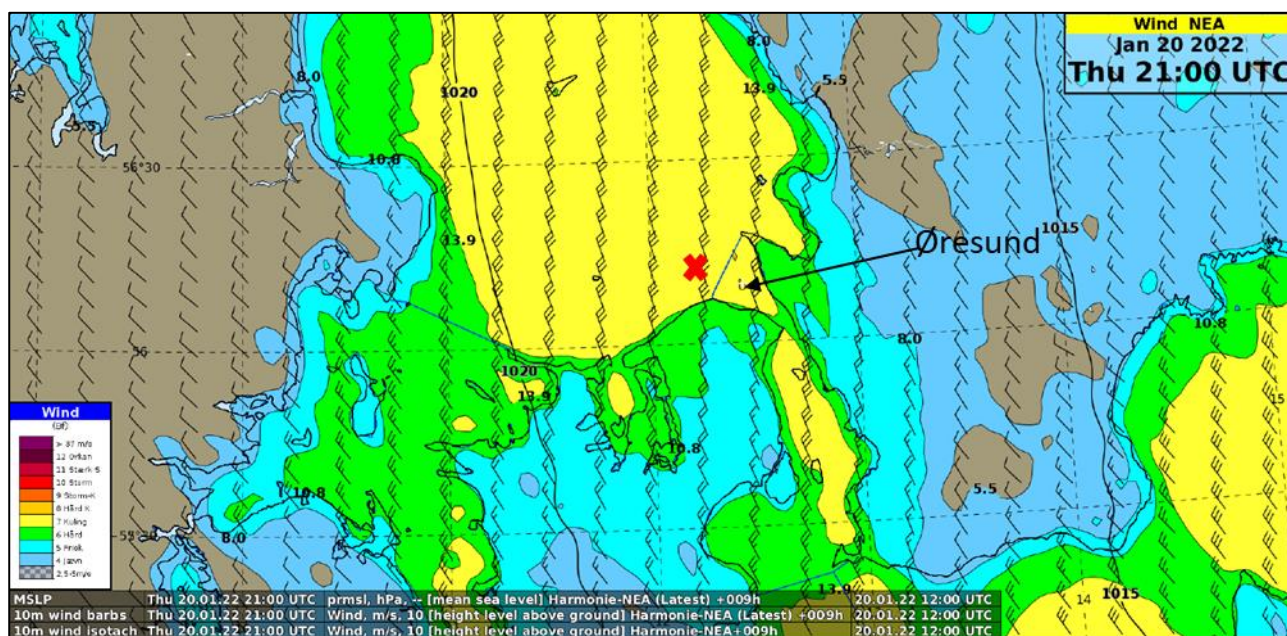 Wind NEA
Jan 20 2022
Thu 21:00 UTC
8.0
8.0
5.5
1020
13.9
5.5
56°30
10.8
8
13.9
Øresund
1015
10.8
56
8.0
1020
13.9
15
10.8
10.8
5.5
8.0
13.9
14
1015
Wind
(Bf)
> 37 m/s
12 Orkan
11 Stærk S
10 Storm
9 Storm-K
8 Hård K
7 Kuling
6 Hård
5 Frisk
4 Jævn
2,5-5m/s
MSLP Thu 20.01.22 21:00 UTC prmsl, hPa, -- [mean sea level] Harmonie-NEA (Latest) +009h 20.01.22 12:00 UTC
10m wind barbs Thu 20.01.22 21:00 UTC Wind, m/s, 10 [height level above ground] Harmonie-NEA (Latest) +009h 20.01.22 12:00 UTC
10m wind isotach Thu 20.01.22 21:00 UTC Wind, m/s, 10 [height level above ground] Harmonie-NEA+009h 20.01.22 12:00 UTC